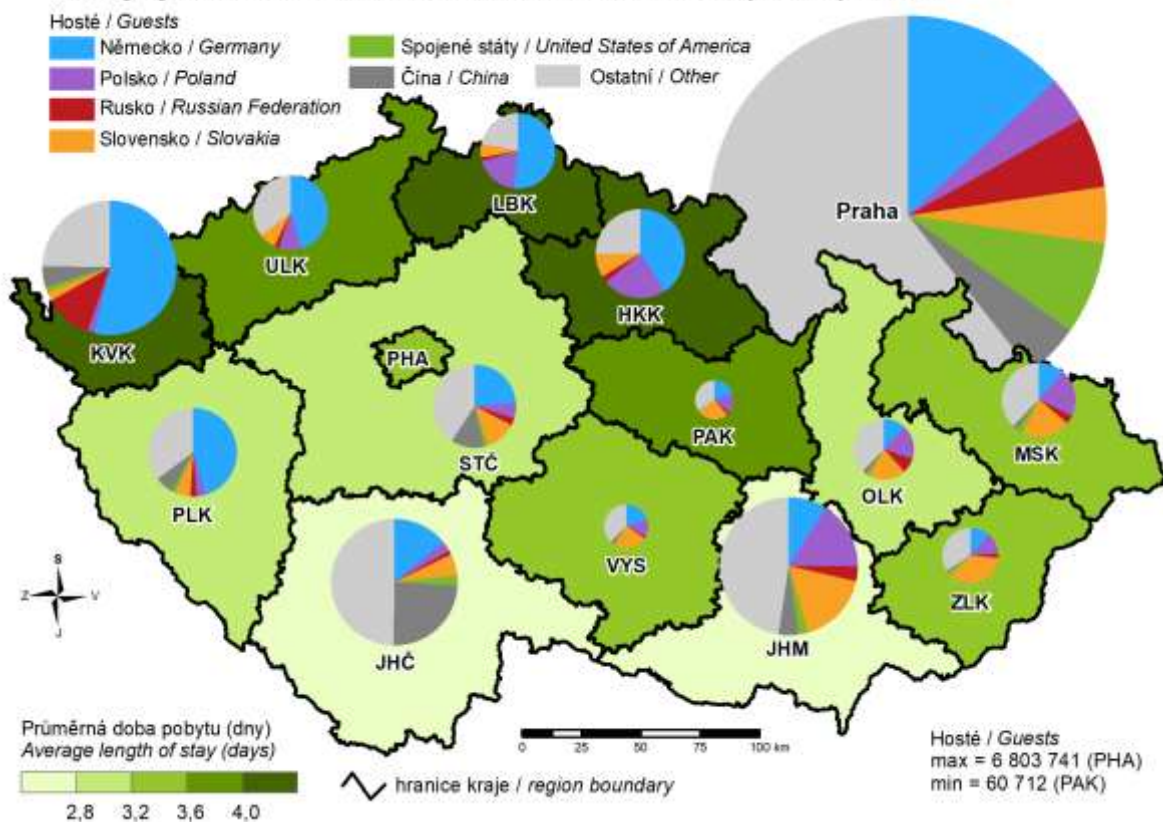 Hosté / Guests
Německo / Germany
Polsko / Poland
Rusko / Russian Federation
Slovensko / Slovakia
Spojené státy / United States of America
Čína / China
Ostatní / Other
Praha
LBK
ULK
HKK
KVK
PHA
PAK
MSK
STČ
OLK
PLK
VYS
ZLK
JHČ
JHM
S
Z
V
J
Průměrná doba pobytu (dny)
Average length of stay (days)
2,8 3,2 3,6 4,0
0 25 50 75 100 km
hranice kraje / region boundary
Hosté / Guests
max = 6 803 741 (PHA)
min = 60 712 (PAK)